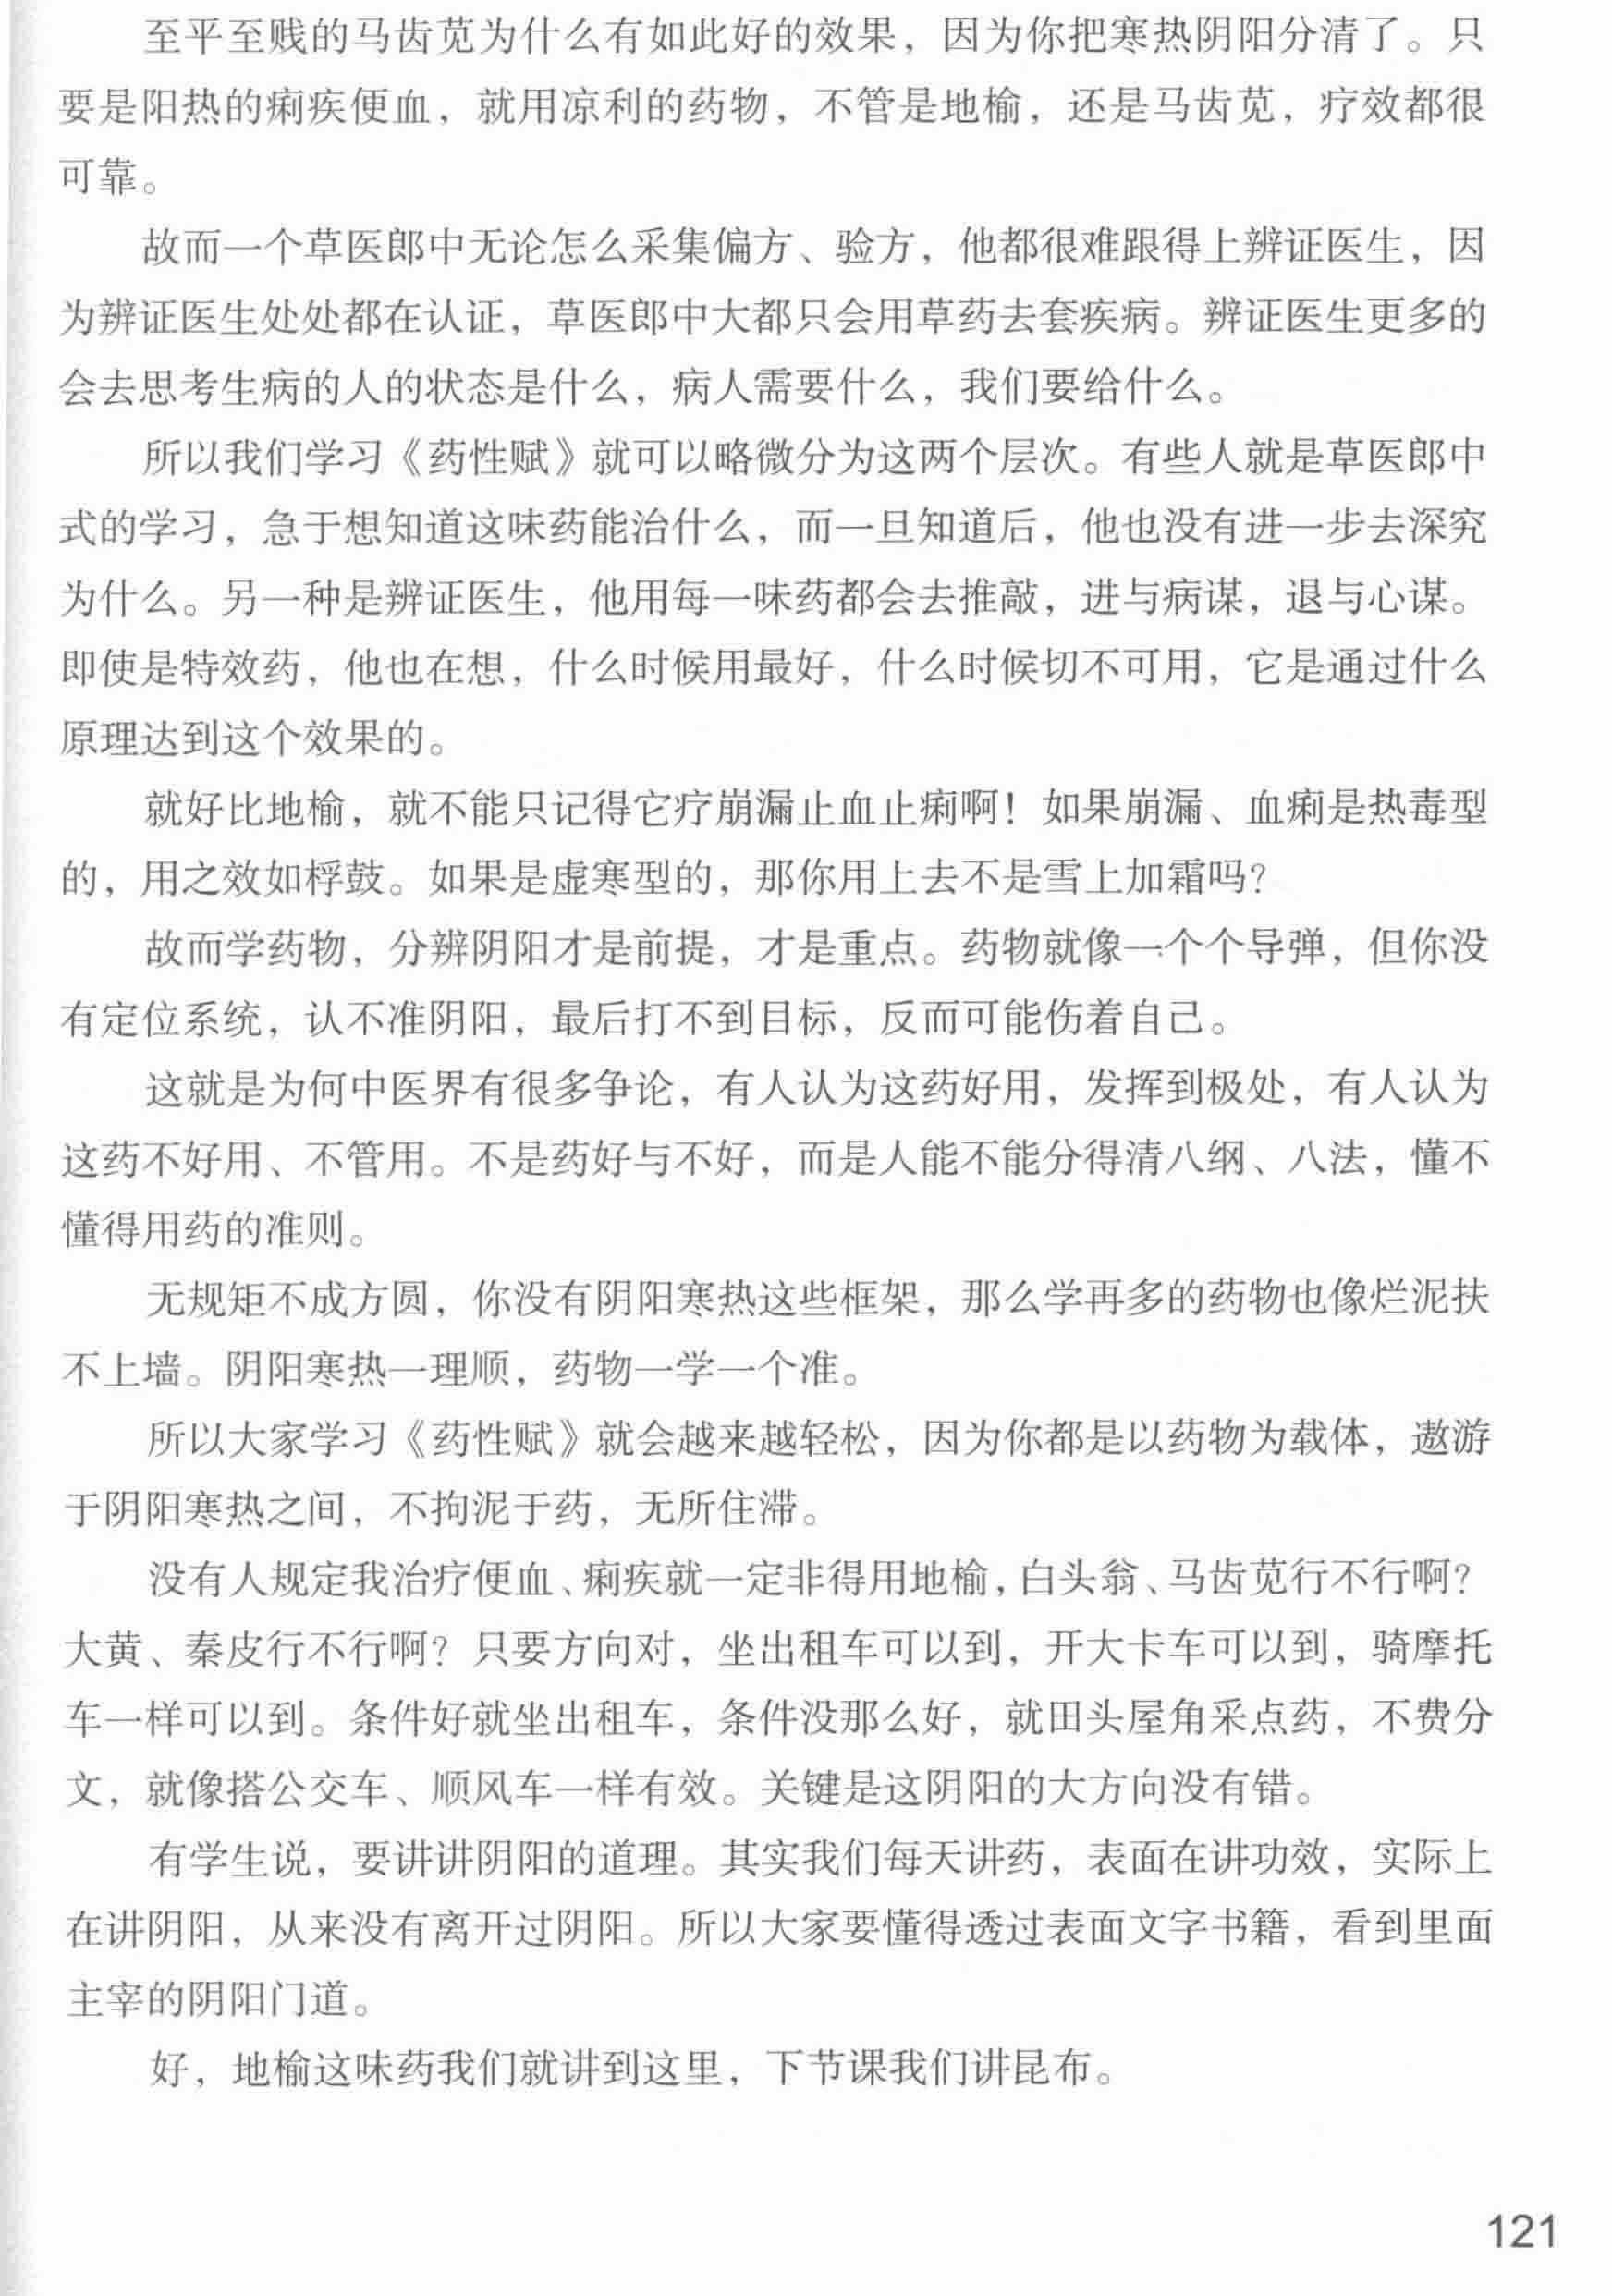 至平至贱的马齿苋为什么有如此好的效果，因为你把寒热阴阳分清了。只
要是阳热的痢疾便血，就用凉利的药物，不管是地榆，还是马齿苋，疗效都很
可靠。
故而一个草医郎中无论怎么采集偏方、验方，他都很难跟得上辨证医生，因
为辨证医生处处都在认证，草医郎中大都只会用草药去套疾病。辨证医生更多的
会去思考生病的人的状态是什么，病人需要什么，我们要给什么。
所以我们学习《药性赋》就可以略微分为这两个层次。有些人就是草医郎中
式的学习，急于想知道这味药能治什么，而一旦知道后，他也没有进一步去深究
为什么。另一种是辨证医生，他用每一味药都会去推敲，进与病谋，退与心谋。
即使是特效药，他也在想，什么时候用最好，什么时候切不可用，它是通过什么
原理达到这个效果的。
就好比地榆，就不能只记得它疗崩漏止血止痢啊！如果崩漏、血痢是热毒型
的，用之效如桴鼓。如果是虚寒型的，那你用上去不是雪上加霜吗？
故而学药物，分辨阴阳才是前提，才是重点。药物就像一个个导弹，但你没
有定位系统，认不准阴阳，最后打不到目标，反而可能伤着自己。
这就是为何中医界有很多争论，有人认为这药好用，发挥到极处，有人认为
这药不好用、不管用。不是药好与不好，而是人能不能分得清八纲、八法，懂不
懂得用药的准则。
无规矩不成方圆，你没有阴阳寒热这些框架，那么学再多的药物也像烂泥扶
不上墙。阴阳寒热一理顺，药物一学一个准。
所以大家学习《药性赋》就会越来越轻松，因为你都是以药物为载体，遨游
于阴阳寒热之间，不拘泥于药，无所住滞。
没有人规定我治疗便血、痢疾就一定非得用地榆，白头翁、马齿苋行不行啊？
大黄、秦皮行不行啊？只要方向对，坐出租车可以到，开大卡车可以到，骑摩托
车一样可以到。条件好就坐出租车，条件没那么好，就田头屋角采点药，不费分
文，就像搭公交车、顺风车一样有效。关键是这阴阳的大方向没有错。
有学生说，要讲讲阴阳的道理。其实我们每天讲药，表面在讲功效，实际上
在讲阴阳，从来没有离开过阴阳。所以大家要懂得透过表面文字书籍，看到里面
主宰的阴阳门道。
好，地榆这味药我们就讲到这里，下节课我们讲昆布。
121